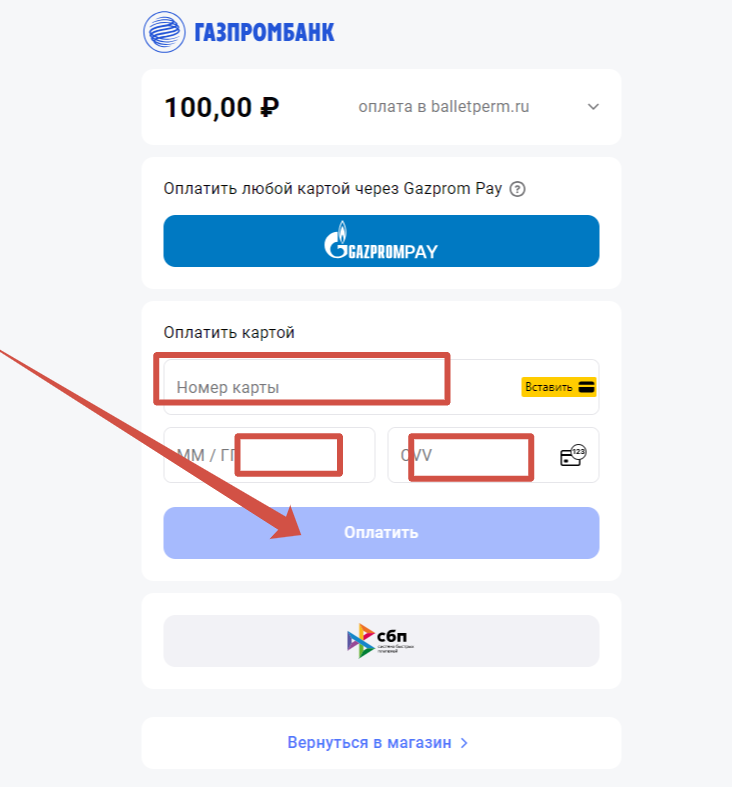 ГАЗПРОМБАНК
100,00 ₽ оплата в balletperm.ru
Оплатить любой картой через Gazprom Pay ?
GAZPROMPAY
Оплатить картой
Номер карты Вставить
ММ / ГГ CVV 123
Оплатить
сбп
система быстрых
платежей
Вернуться в магазин >